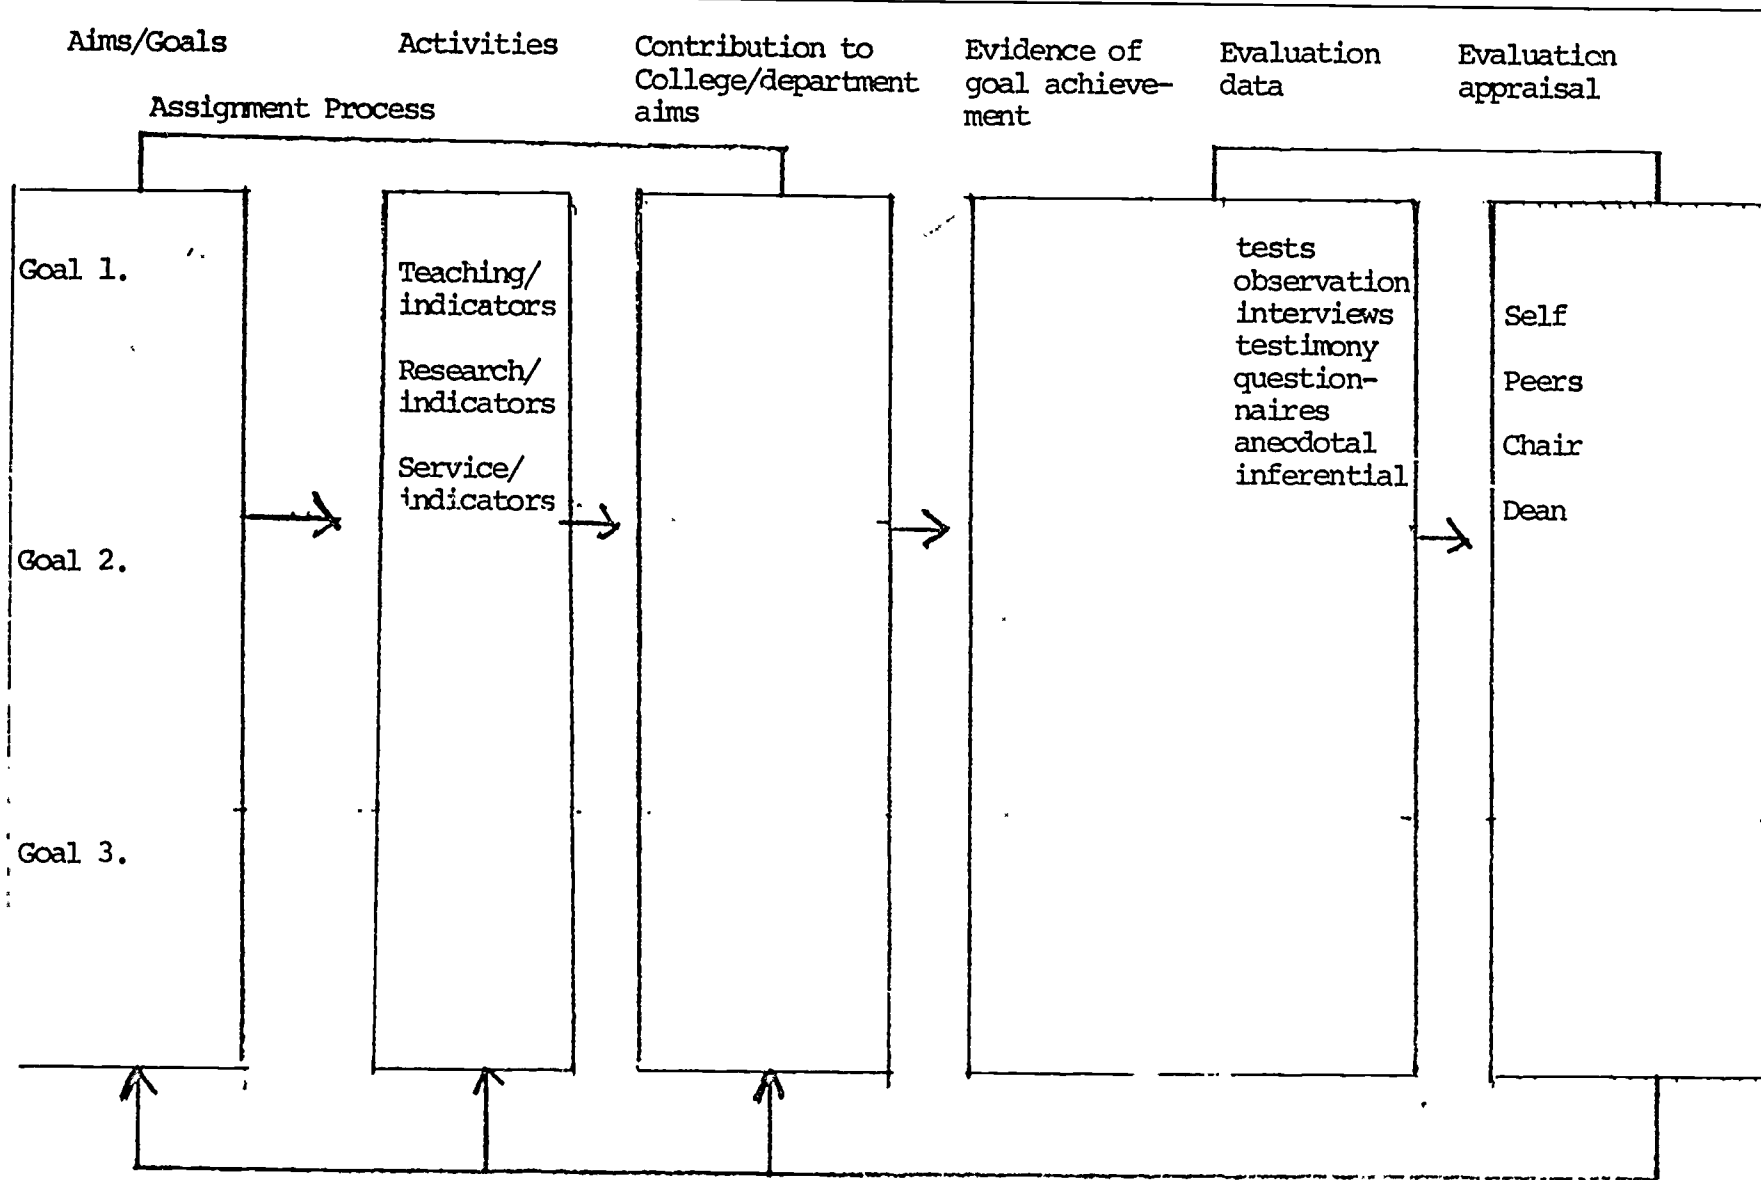 Aims/Goals
Activities
Contribution to
College/department
aims
Evidence of
goal achieve-
ment
Evaluation
data
Evaluation
appraisal
Assignment Process
Goal 1.
Goal 2.
Goal 3.
Teaching/
indicators
Research/
indicators
Service/
indicators
tests
observation
interviews
testimony
question-
naires
anecdotal
inferential
Self
Peers
Chair
Dean